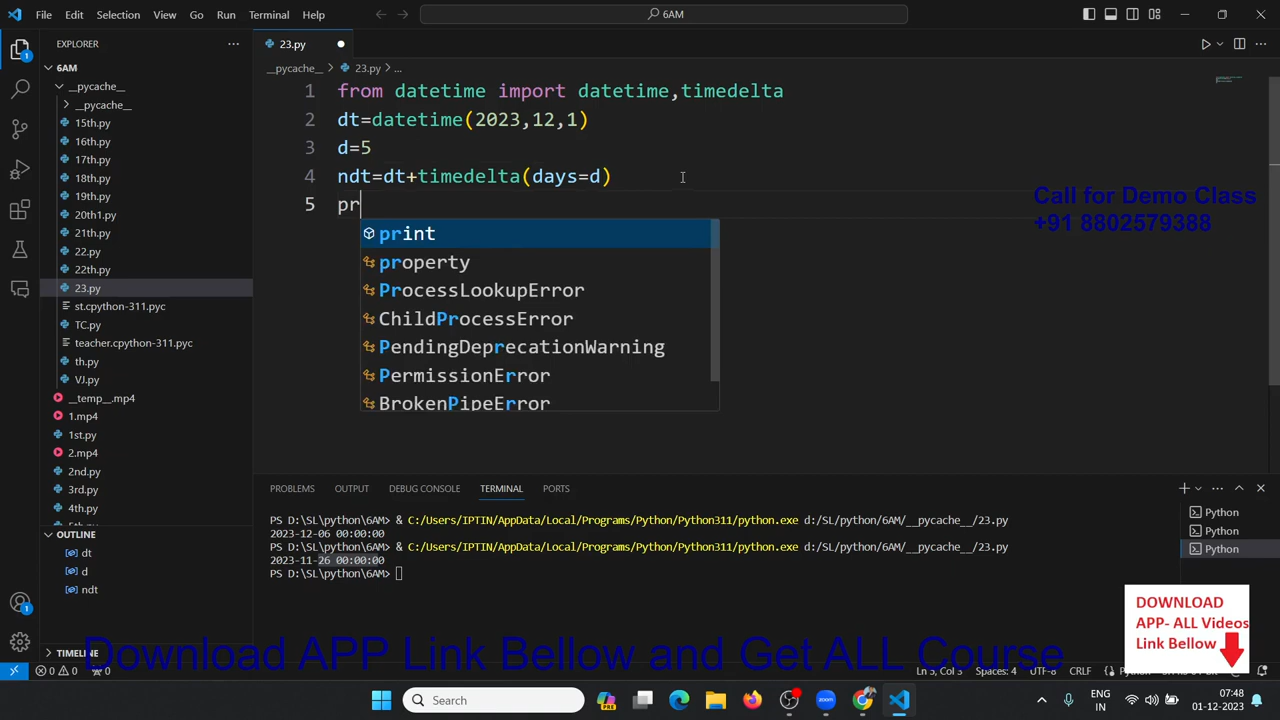 File Edit Selection View Go Run Terminal Help
6AM
EXPLORER
23.py
6AM
__pycache__
__pycache__
15th.py
16th.py
17th.py
18th.py
19th.py
20th1.py
21th.py
22.py
22th.py
23.py
st.cpython-311.pyc
TC.py
teacher.cpython-311.pyc
th.py
VJ.py
__temp__.mp4
1.mp4
1st.py
2.mp4
2nd.py
3rd.py
4th.py
OUTLINE
dt
d
ndt
TIMELINE
__pycache__ > 23.py > ...
1 from datetime import datetime,timedelta
2 dt=datetime(2023,12,1)
3 d=5
4 ndt=dt+timedelta(days=d)
5 pr
print
property
ProcessLookupError
ChildProcessError
PendingDeprecationWarning
PermissionError
BrokenPipeError
Call for Demo Class
+91 8802579388
PROBLEMS OUTPUT DEBUG CONSOLE TERMINAL PORTS
PS D:\SL\python\6AM> & C:/Users/IPTIN/AppData/Local/Programs/Python/Python311/python.exe d:/SL/python/6AM/__pycache__/23.py
2023-12-06 00:00:00
PS D:\SL\python\6AM> & C:/Users/IPTIN/AppData/Local/Programs/Python/Python311/python.exe d:/SL/python/6AM/__pycache__/23.py
2023-11-26 00:00:00
PS D:\SL\python\6AM>
Python
Python
Python
DOWNLOAD
APP- ALL Videos
Link Bellow
Download APP Link Bellow and Get ALL Course
0 0 0 Ln 5, Col 3 Spaces: 4 UTF-8 CRLF
Search
ENG
IN
07:48
01-12-2023